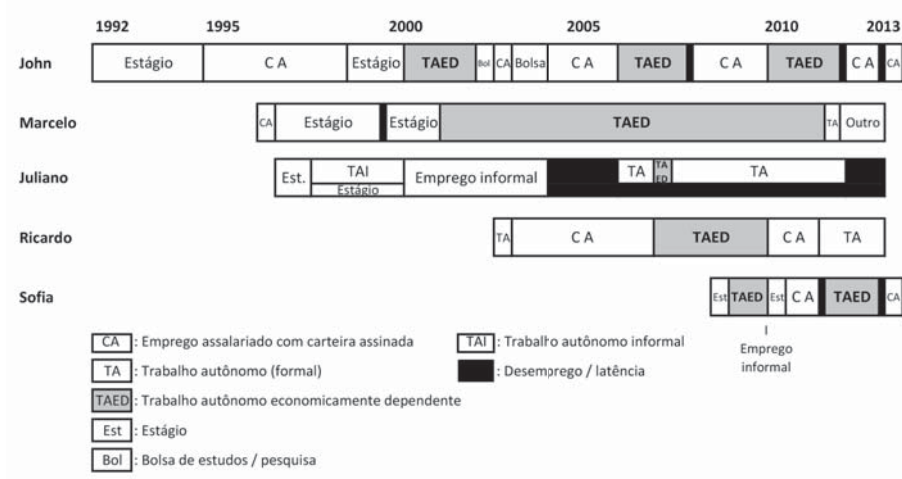 1992 1995 2000 2005 2010 2013
John Estágio C A Estágio TAED Bol CA Bolsa C A TAED C A TAED C A CA
Marcelo CA Estágio Estágio TAED TA Outro
Juliano Est. TAI Estágio Emprego informal TA TA ED TA
Ricardo TA C A TAED C A TA
Sofia Est TAED Est C A TAED CA
Emprego
informal
CA : Emprego assalariado com carteira assinada
TA : Trabalho autônomo (formal)
TAED : Trabalho autônomo economicamente dependente
Est : Estágio
Bol : Bolsa de estudos / pesquisa
TAI : Trabalho autônomo informal
: Desemprego / latência